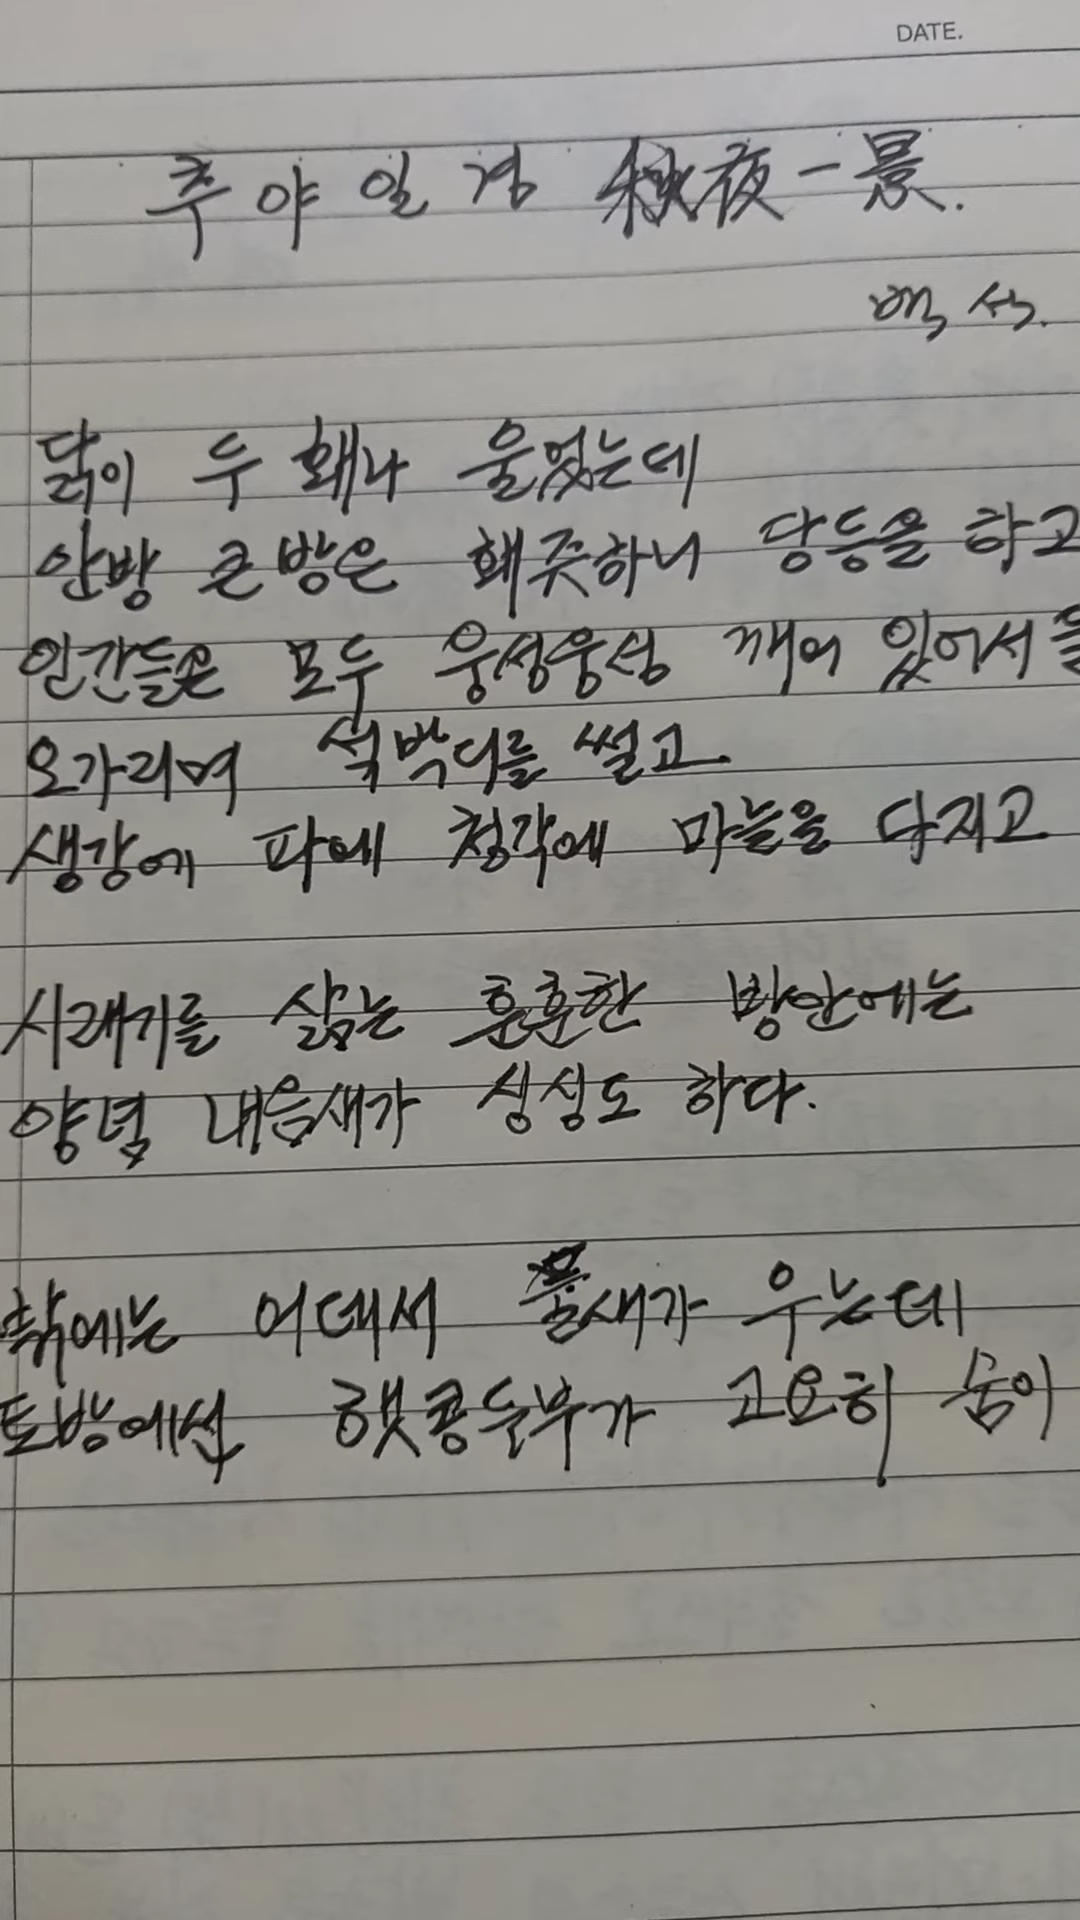 DATE.
추야일경 秋夜一景.
백석.
닭이 두 홰나 울었는데
안방 큰방은 홰즛하니 당등을 하고
인간들은 모두 웅성웅성 깨여 있어서들
오가리며 석박디를 썰고
생강에 파에 청각에 마늘을 다지고
시래기를 삶는 훈훈한 방안에는
양념 내음새가 싱싱도 하다.
밖에는 어데서 물새가 우는데
토방에선 햇콩두부가 고요히 숨이